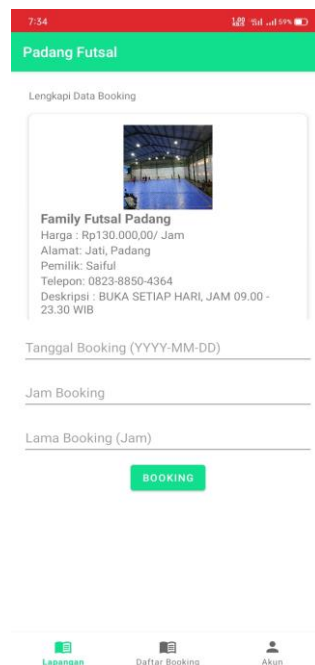 7:34
59%
Padang Futsal
Lengkapi Data Booking
Family Futsal Padang
Harga : Rp130.000,00/ Jam
Alamat: Jati, Padang
Pemilik: Saiful
Telepon: 0823-8850-4364
Deskripsi : BUKA SETIAP HARI, JAM 09.00 -
23.30 WIB
Tanggal Booking (YYYY-MM-DD)
Jam Booking
Lama Booking (Jam)
BOOKING
Lapangan Daftar Booking Akun